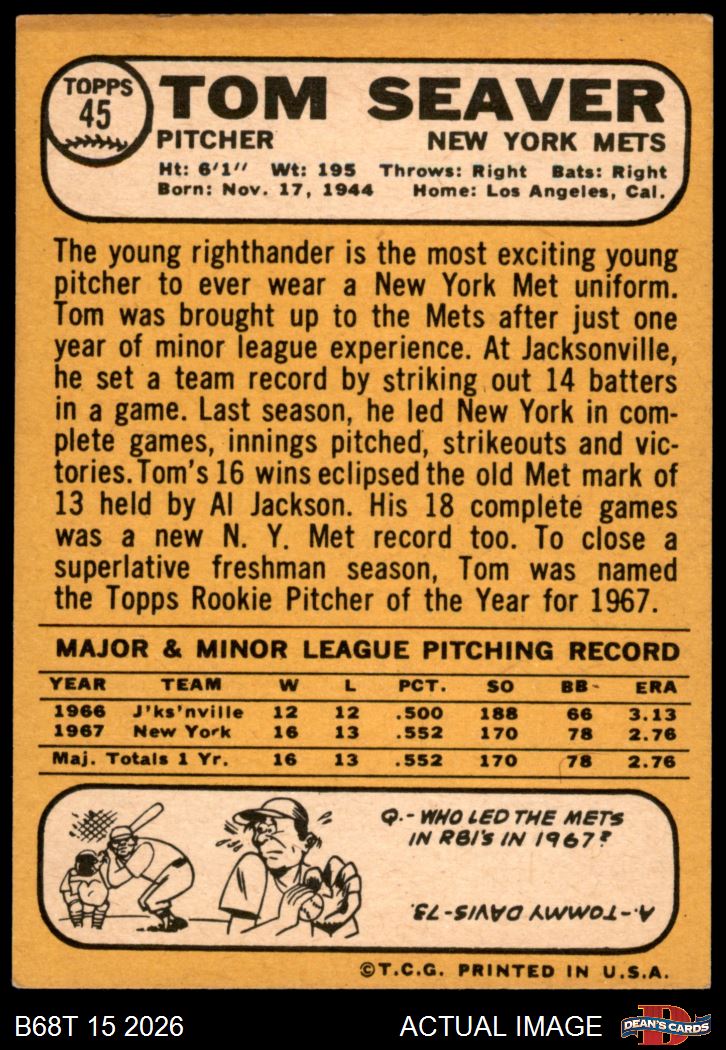 TOPPS
45
TOM SEAVER
PITCHER NEW YORK METS
Ht: 6'1" Wt: 195 Throws: Right Bats: Right
Born: Nov. 17, 1944 Home: Los Angeles, Cal.
The young righthander is the most exciting young
pitcher to ever wear a New York Met uniform.
Tom was brought up to the Mets after just one
year of minor league experience. At Jacksonville,
he set a team record by striking out 14 batters
in a game. Last season, he led New York in com-
plete games, innings pitched, strikeouts and vic-
tories. Tom's 16 wins eclipsed the old Met mark of
13 held by Al Jackson. His 18 complete games
was a new N. Y. Met record too. To close a
superlative freshman season, Tom was named
the Topps Rookie Pitcher of the Year for 1967.
MAJOR & MINOR LEAGUE PITCHING RECORD
YEAR TEAM W L PCT. SO BB ERA
1966 J'ks'nville 12 12 .500 188 66 3.13
1967 New York 16 13 .552 170 78 2.76
Maj. Totals 1 Yr. 16 13 .552 170 78 2.76
Q.- WHO LED THE METS
IN RBI'S IN 1967?
A.- TOMMY DAVIS-73.
©T.C.G. PRINTED IN U.S.A.
B68T 15 2026 ACTUAL IMAGE
D
DEAN'S CARDS